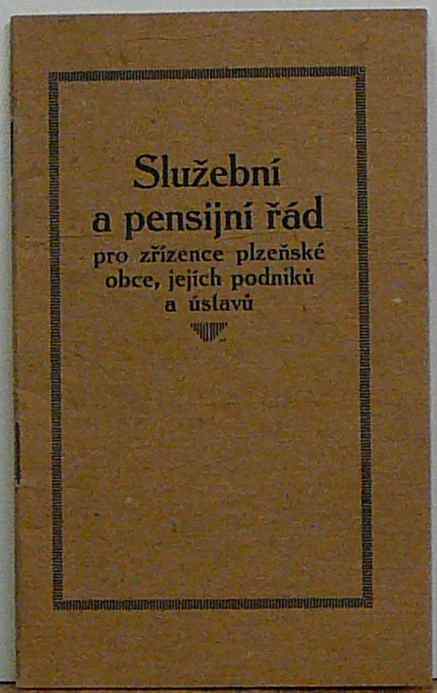 Služební
a pensijní řád
pro zřízence plzeňské
obce, jejich podniků
a ústavů